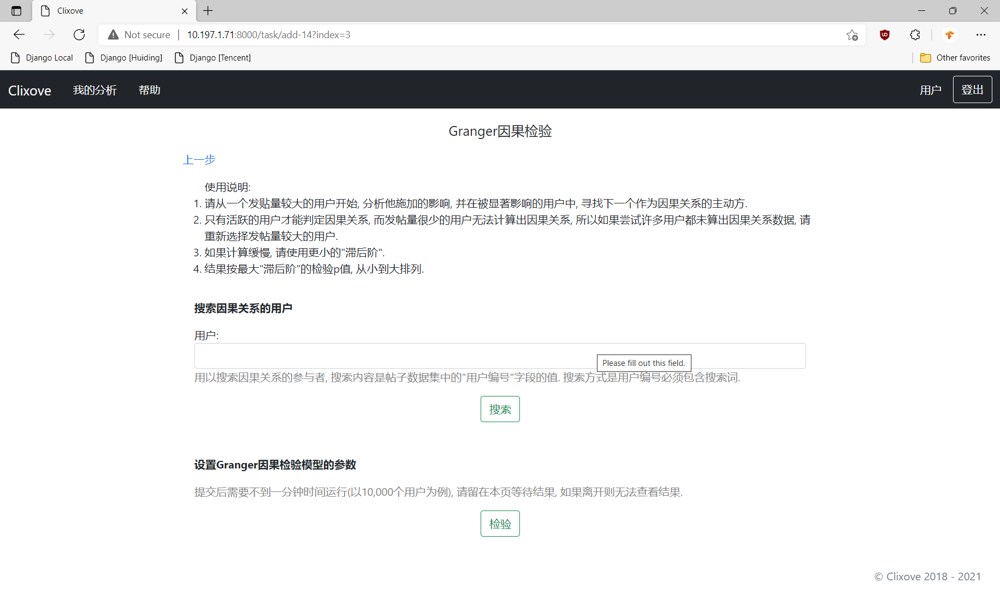 Clixove
Not secure
10.197.1.71:8000/task/add-14?index=3
Django Local
Django [Huiding]
Django [Tencent]
Other favorites
Clixove
我的分析
帮助
用户
登出
Granger因果检验
上一步
使用说明:
1. 请从一个发贴量较大的用户开始, 分析他施加的影响, 并在被显著影响的用户中, 寻找下一个作为因果关系的主动方.
2. 只有活跃的用户才能判定因果关系, 而发帖量很少的用户无法计算出因果关系, 所以如果尝试许多用户都未算出因果关系数据, 请
重新选择发帖量较大的用户.
3. 如果计算缓慢, 请使用更小的"滞后阶".
4. 结果按最大"滞后阶"的检验p值, 从小到大排列.
搜索因果关系的用户
用户:
Please fill out this field.
用以搜索因果关系的参与者, 搜索内容是帖子数据集中的"用户编号"字段的值. 搜索方式是用户编号必须包含搜索词.
搜索
设置Granger因果检验模型的参数
提交后需要不到一分钟时间运行(以10,000个用户为例), 请留在本页等待结果, 如果离开则无法查看结果.
检验
© Clixove 2018 - 2021